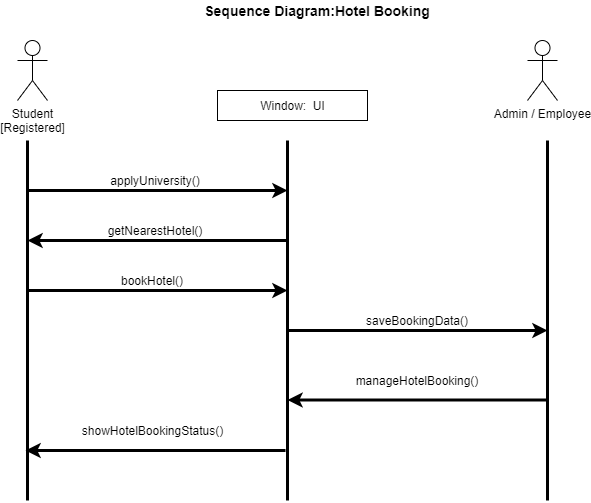 Sequence Diagram:Hotel Booking
Student
[Registered]
Window:  UI
Admin / Employee
applyUniversity()
getNearestHotel()
bookHotel()
saveBookingData()
manageHotelBooking()
showHotelBookingStatus()